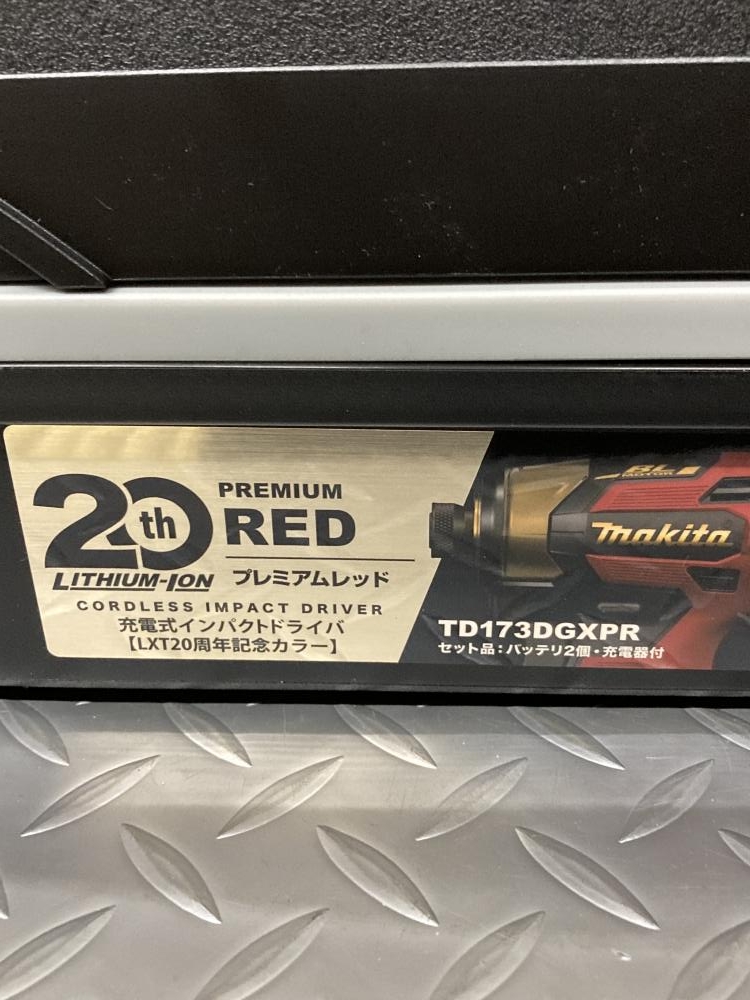 20th
LITHIUM-ION
PREMIUM
RED
プレミアムレッド
CORDLESS IMPACT DRIVER
充電式インパクトドライバ
【LXT20周年記念カラー】
BL
MOTOR
makita
TD173DGXPR
セット品:バッテリ2個・充電器付